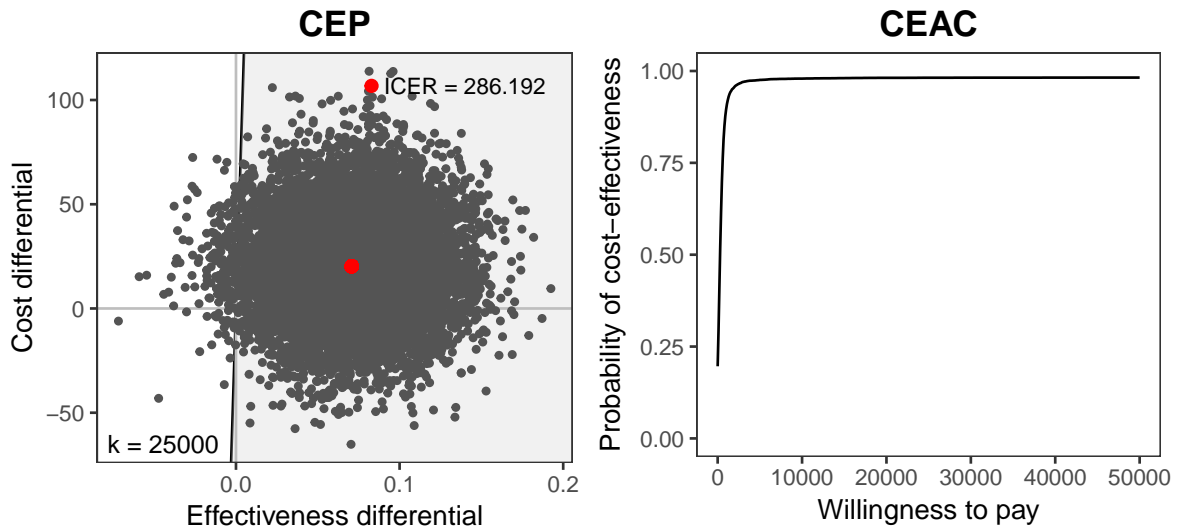 CEP
Cost differential
100
50
0
−50
ICER = 286.192
k = 25000
0.0
0.1
0.2
Effectiveness differential
CEAC
Probability of cost−effectiveness
1.00
0.75
0.50
0.25
0.00
0
10000
20000
30000
40000
50000
Willingness to pay